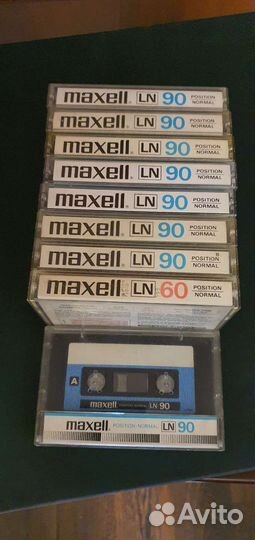 maxell. LN 90 POSITION NORMAL
maxell. LN 90 POSITION NORMAL
maxell. LN 90 POSITION NORMAL
maxell. LN 90 POSITION NORMAL
maxell. LN 90 POSITION NORMAL
maxell. LN 90 POSITION NORMAL
maxell. LN 90 POSITION NORMAL
maxell. LN 60 POSITION NORMAL
A
maxell LN 90
maxell. POSITION·NORMAL LN 90
Avito